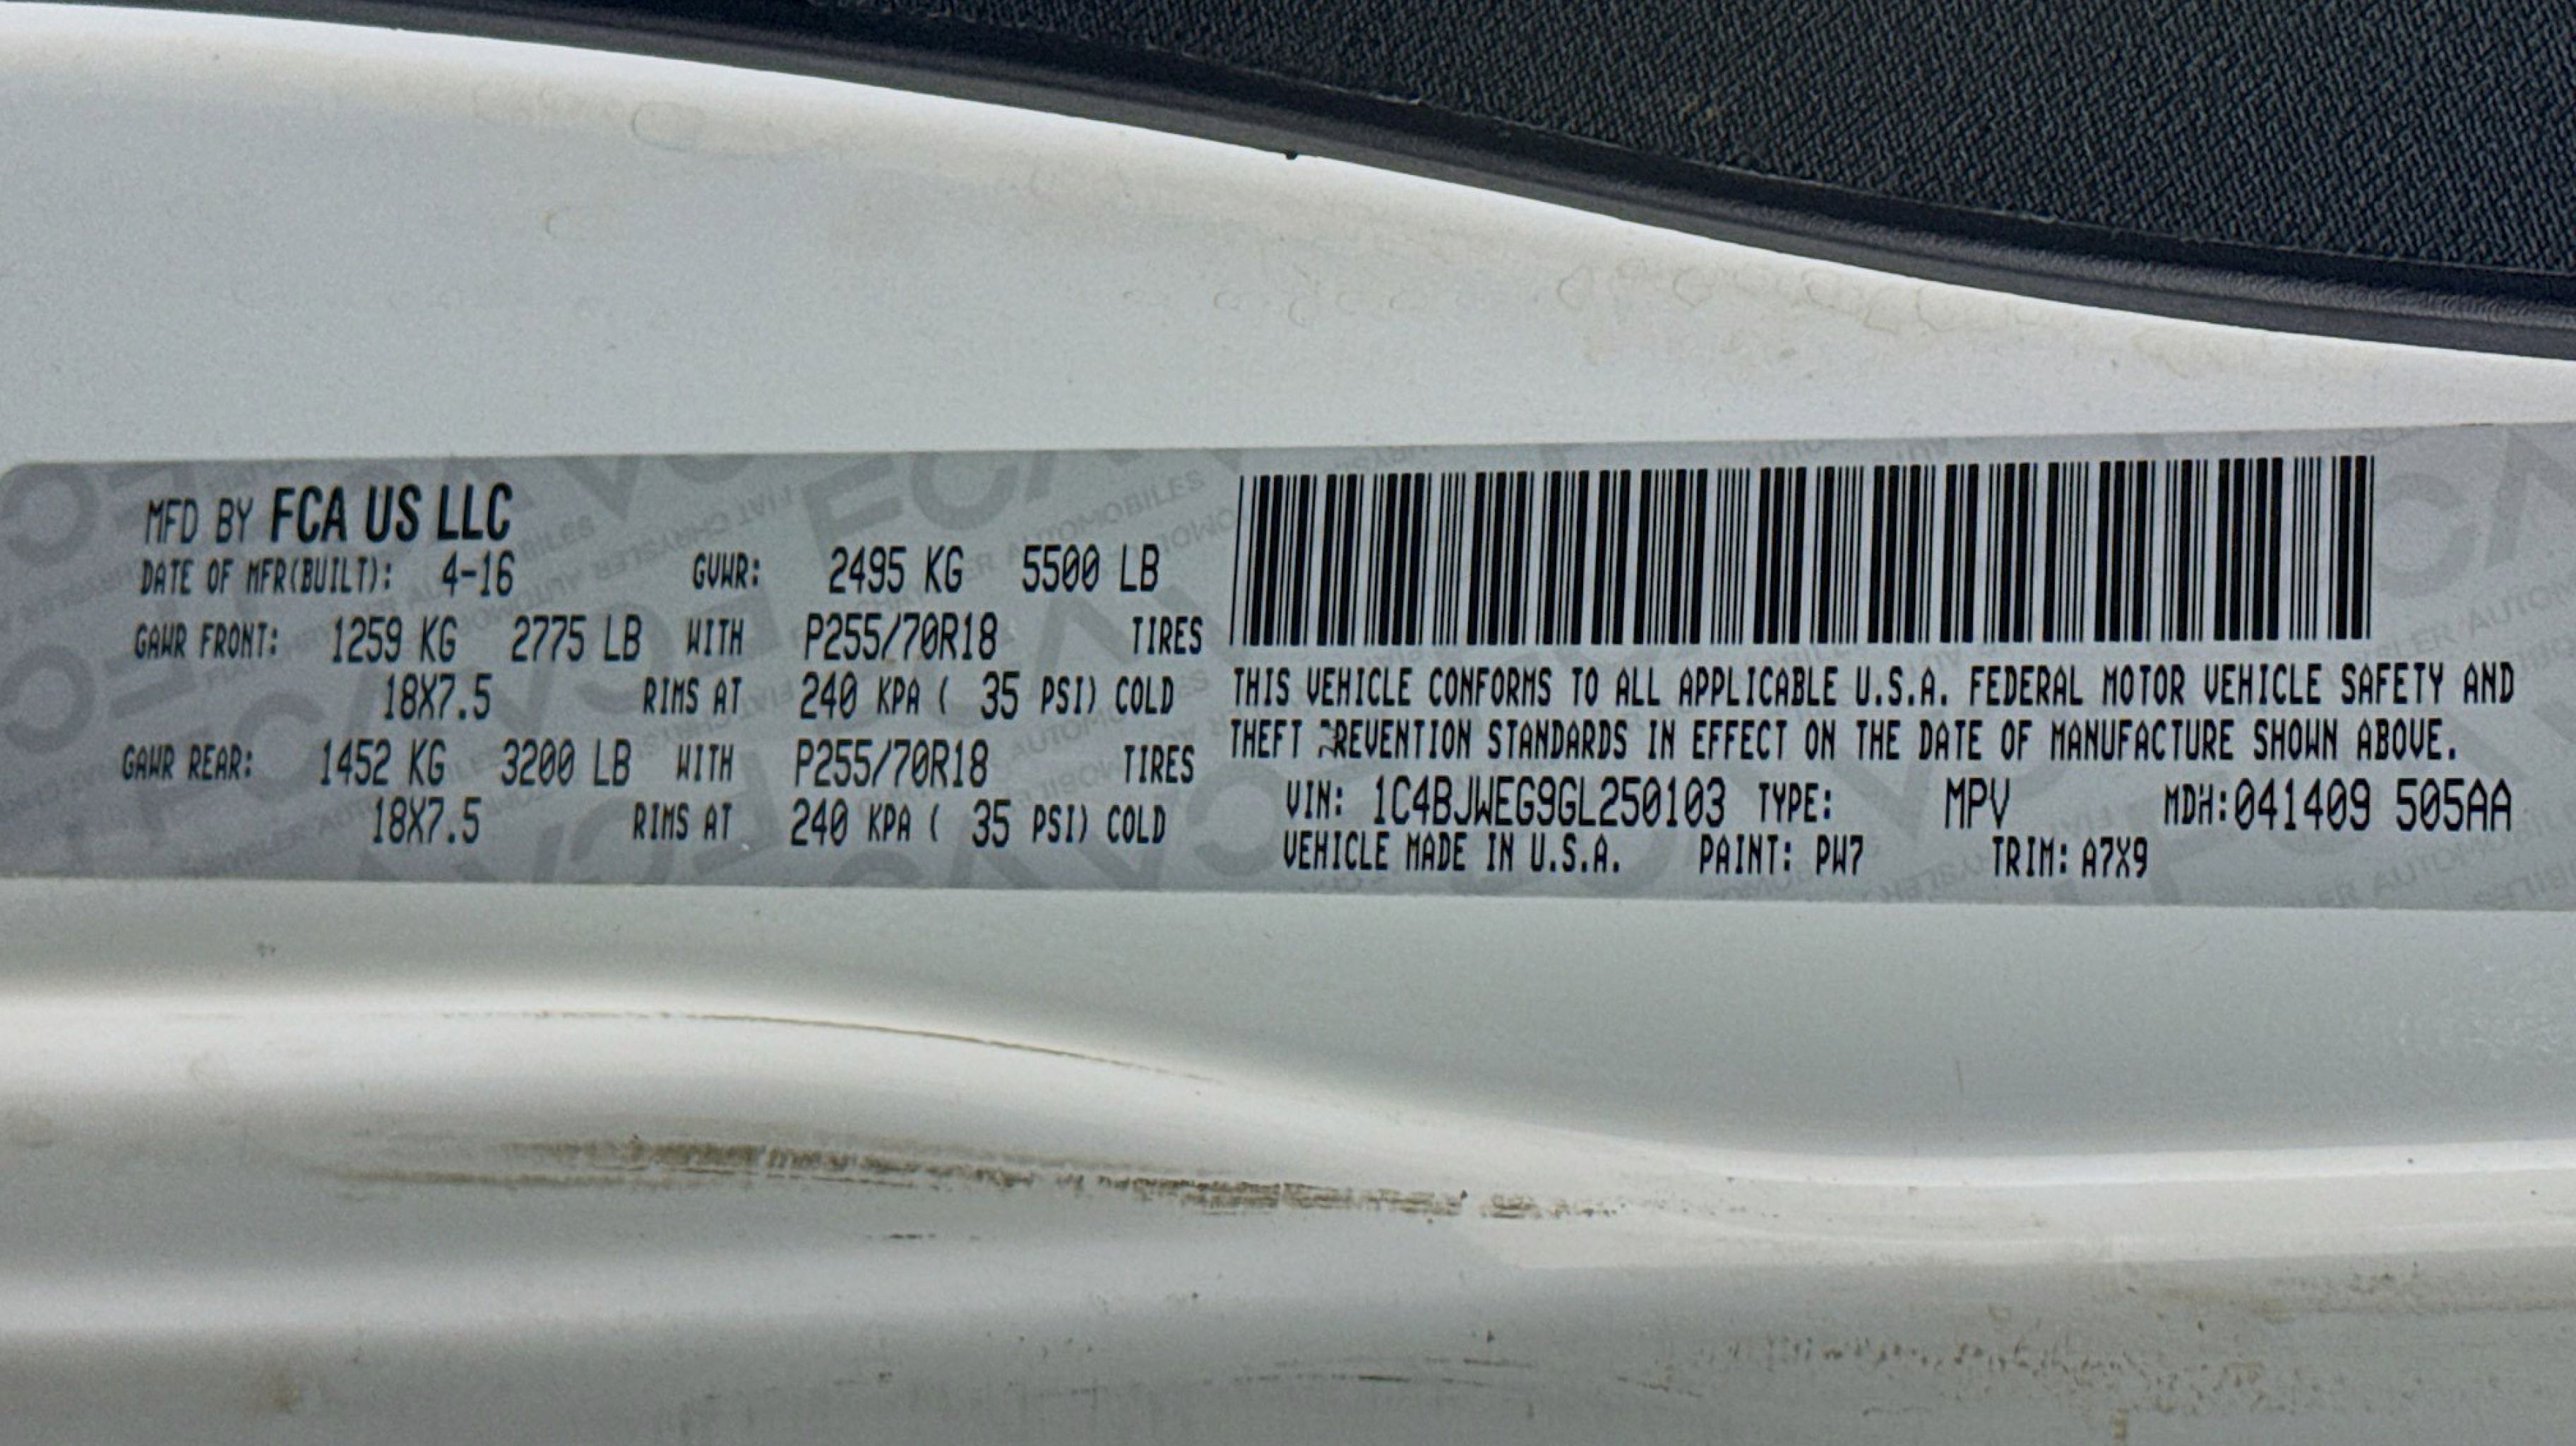 MFD BY FCA US LLC
DATE OF MFR(BUILT): 4-16 GVWR: 2495 KG 5500 LB
GAWR FRONT: 1259 KG 2775 LB WITH P255/70R18 TIRES
18X7.5 RIMS AT 240 KPA ( 35 PSI) COLD
GAWR REAR: 1452 KG 3200 LB WITH P255/70R18 TIRES
18X7.5 RIMS AT 240 KPA ( 35 PSI) COLD
THIS VEHICLE CONFORMS TO ALL APPLICABLE U.S.A. FEDERAL MOTOR VEHICLE SAFETY AND
THEFT PREVENTION STANDARDS IN EFFECT ON THE DATE OF MANUFACTURE SHOWN ABOVE.
VIN: 1C4BJWEG9GL250103 TYPE: MPV MDH:041409 505AA
VEHICLE MADE IN U.S.A. PAINT: PW7 TRIM: A7X9